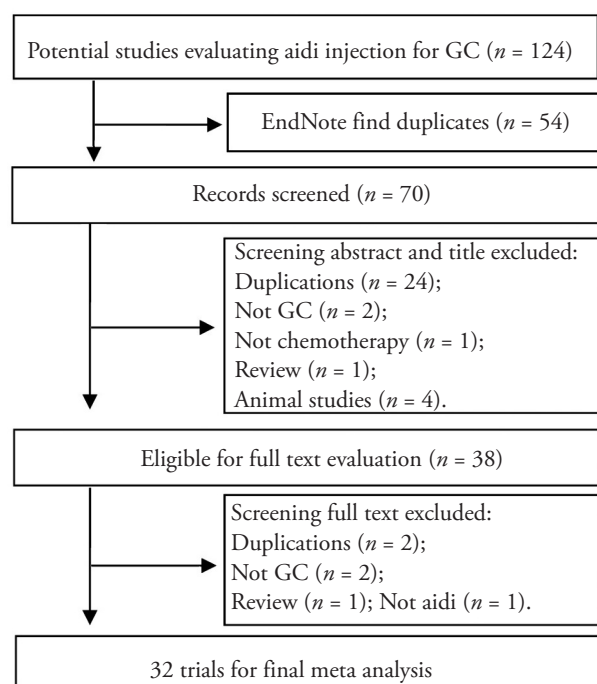 Potential studies evaluating aidi injection for GC (n = 124)
EndNote find duplicates (n = 54)
Records screened (n = 70)
Screening abstract and title excluded:
Duplications (n = 24);
Not GC (n = 2);
Not chemotherapy (n = 1);
Review (n = 1);
Animal studies (n = 4).
Eligible for full text evaluation (n = 38)
Screening full text excluded:
Duplications (n = 2);
Not GC (n = 2);
Review (n = 1); Not aidi (n = 1).
32 trials for final meta analysis